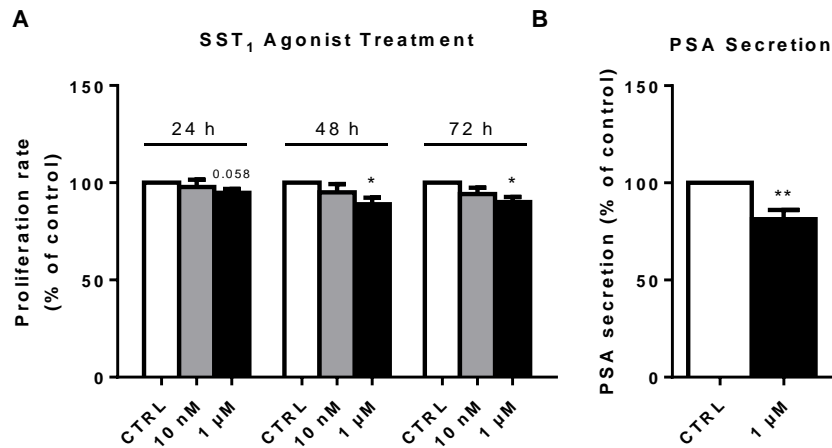 A
SST₁ Agonist Treatment
Proliferation rate
(% of control)
150
100
50
0
24 h
48 h
72 h
0.058
*
*
CTRL
10 nM
1 µM
CTRL
10 nM
1 µM
CTRL
10 nM
1 µM
B
PSA Secretion
PSA secretion (% of control)
150
100
50
0
**
CTRL
1 µM